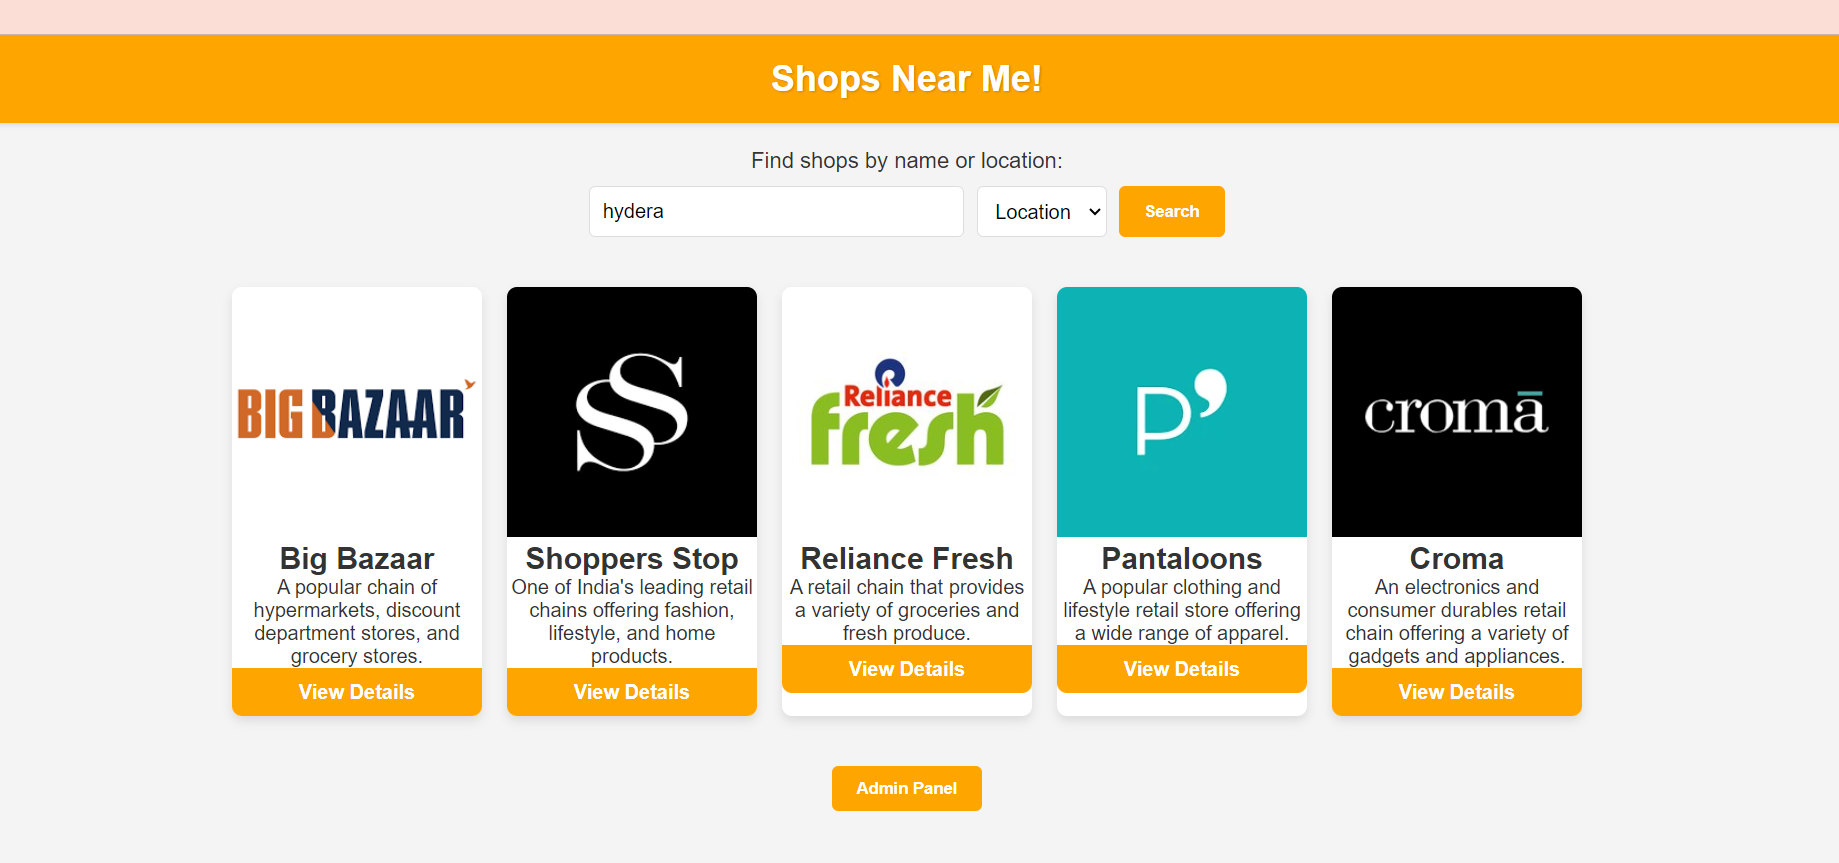 Shops Near Me!
Find shops by name or location:
hydera
Location
Search
BIG BAZAAR
Big Bazaar
A popular chain of
hypermarkets, discount
department stores, and
grocery stores.
View Details
SS
Shoppers Stop
One of India's leading retail
chains offering fashion,
lifestyle, and home
products.
View Details
Reliance
fresh
Reliance Fresh
A retail chain that provides
a variety of groceries and
fresh produce.
View Details
P’
Pantaloons
A popular clothing and
lifestyle retail store offering
a wide range of apparel.
View Details
cromā
Croma
An electronics and
consumer durables retail
chain offering a variety of
gadgets and appliances.
View Details
Admin Panel